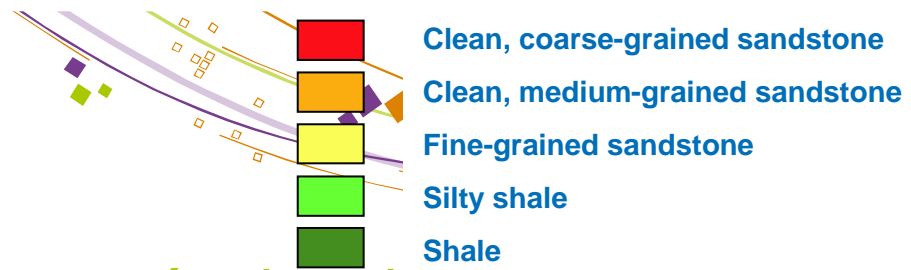 Clean, coarse-grained sandstone
Clean, medium-grained sandstone
Fine-grained sandstone
Silty shale
Shale